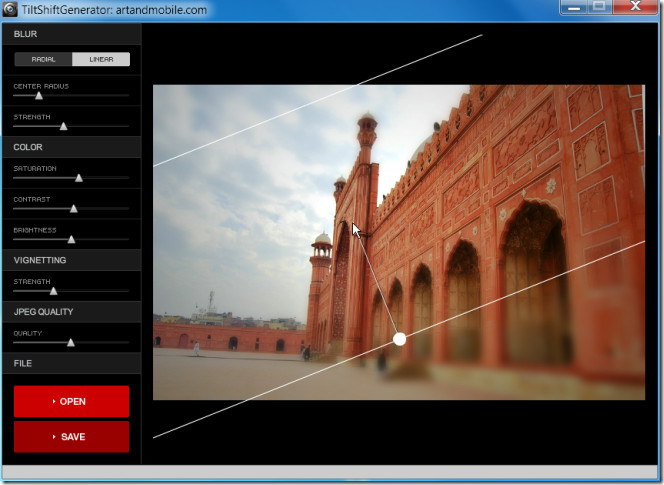 TiltShiftGenerator: artandmobile.com
BLUR
RADIAL LINEAR
CENTER RADIUS
STRENGTH
COLOR
SATURATION
CONTRAST
BRIGHTNESS
VIGNETTING
STRENGTH
JPEG QUALITY
QUALITY
FILE
OPEN
SAVE